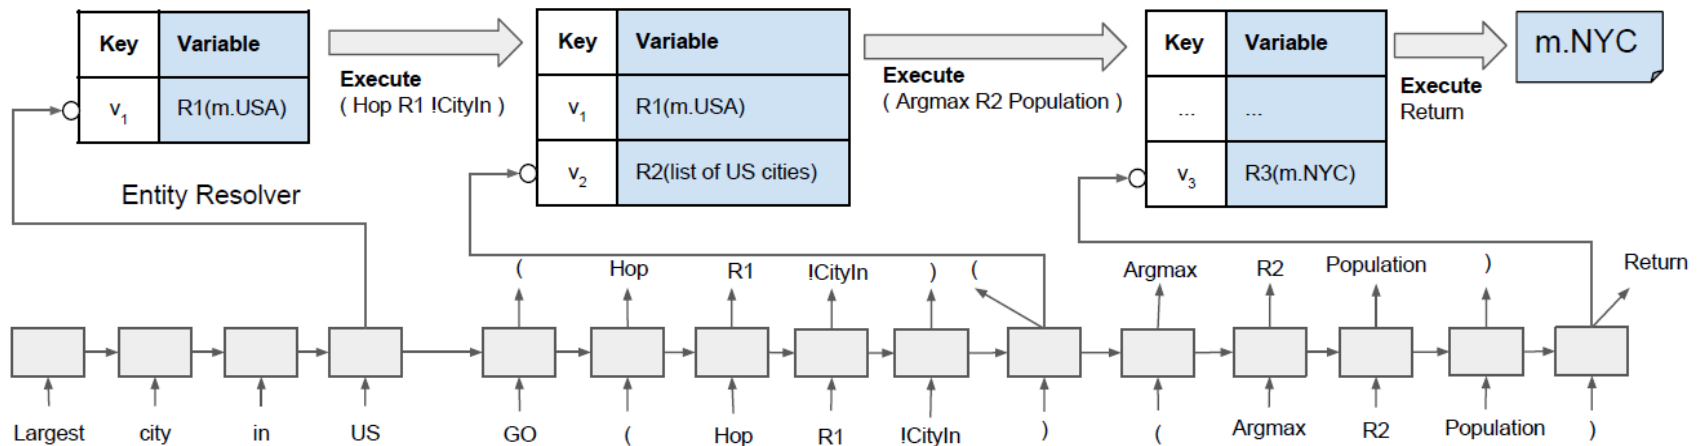 Key Variable
v1 R1(m.USA)
Execute
( Hop R1 !CityIn )
Key Variable
v1 R1(m.USA)
v2 R2(list of US cities)
Execute
( Argmax R2 Population )
Key Variable
... ...
v3 R3(m.NYC)
Execute
Return
m.NYC
Entity Resolver
( Hop R1 !CityIn ) ( Argmax R2 Population ) Return
Largest city in US GO ( Hop R1 !CityIn ) ( Argmax R2 Population )